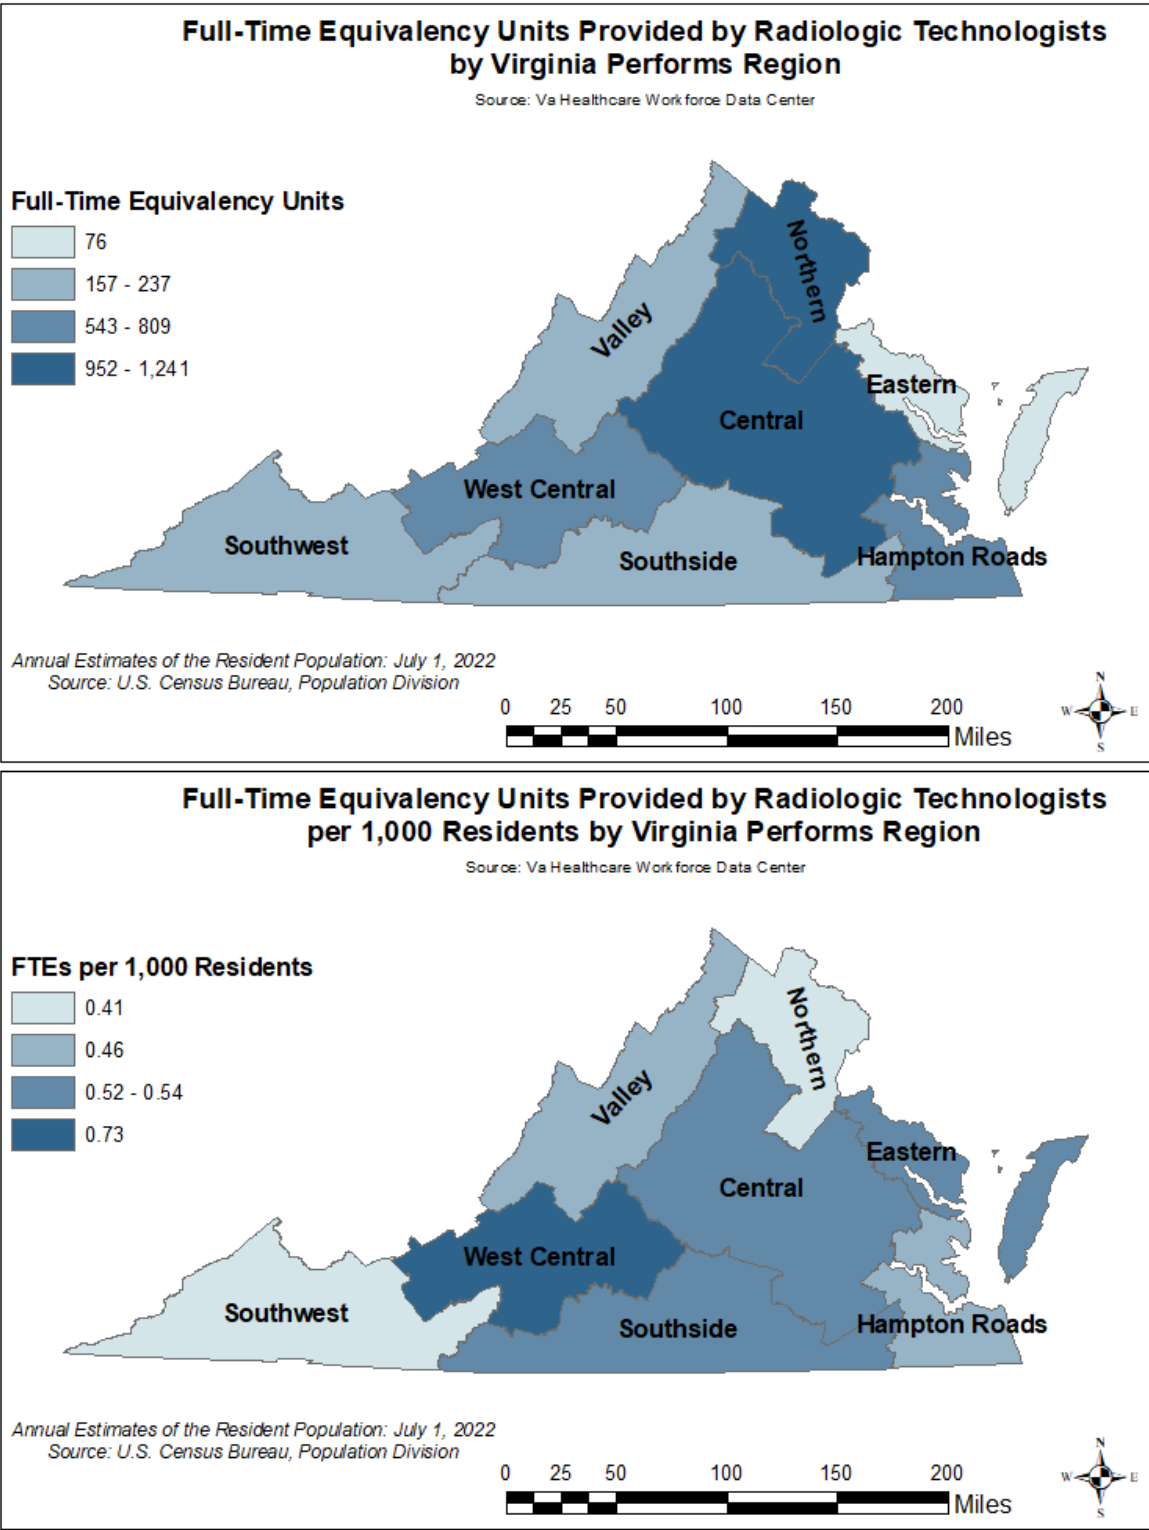 Full-Time Equivalency Units Provided by Radiologic Technologists
by Virginia Performs Region
Source: Va Healthcare Workforce Data Center
Full-Time Equivalency Units
76
157 - 237
543 - 809
952 - 1,241
Northern
Valley
Eastern
Central
West Central
Southwest
Southside
Hampton Roads
Annual Estimates of the Resident Population: July 1, 2022
Source: U.S. Census Bureau, Population Division
0 25 50 100 150 200
Miles
N
W E
S
Full-Time Equivalency Units Provided by Radiologic Technologists
per 1,000 Residents by Virginia Performs Region
Source: Va Healthcare Workforce Data Center
FTEs per 1,000 Residents
0.41
0.46
0.52 - 0.54
0.73
Northern
Valley
Eastern
Central
West Central
Southwest
Southside
Hampton Roads
Annual Estimates of the Resident Population: July 1, 2022
Source: U.S. Census Bureau, Population Division
0 25 50 100 150 200
Miles
N
W E
S